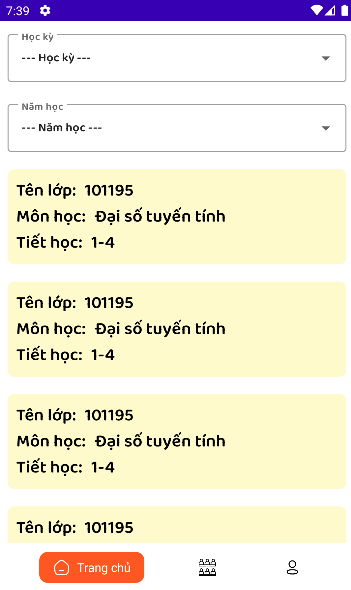 7:39
Học kỳ
--- Học kỳ ---
Năm học
--- Năm học ---
Tên lớp: 101195
Môn học: Đại số tuyến tính
Tiết học: 1-4
Tên lớp: 101195
Môn học: Đại số tuyến tính
Tiết học: 1-4
Tên lớp: 101195
Môn học: Đại số tuyến tính
Tiết học: 1-4
Tên lớp: 101195
Trang chủ